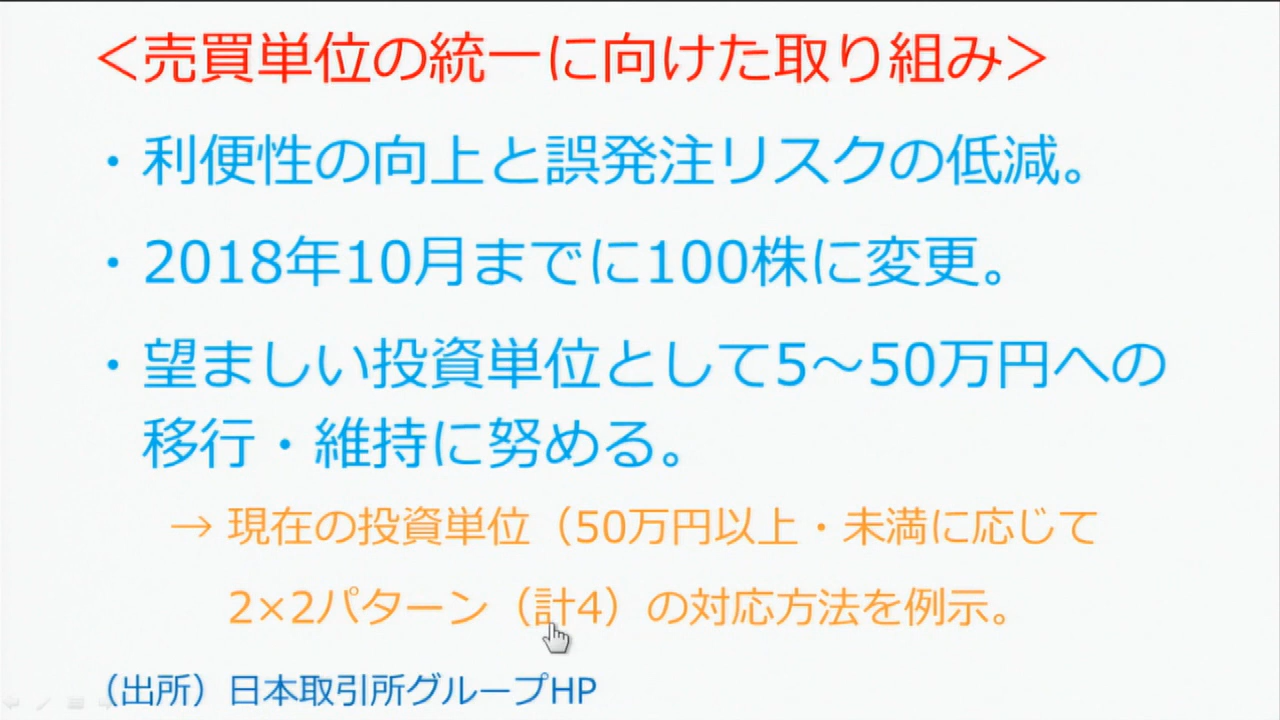 ＜売買単位の統一に向けた取り組み＞
・利便性の向上と誤発注リスクの低減。
・2018年10月までに100株に変更。
・望ましい投資単位として5～50万円への
移行・維持に努める。
→ 現在の投資単位（50万円以上・未満に応じて
2×2パターン（計4）の対応方法を例示。
（出所）日本取引所グループHP